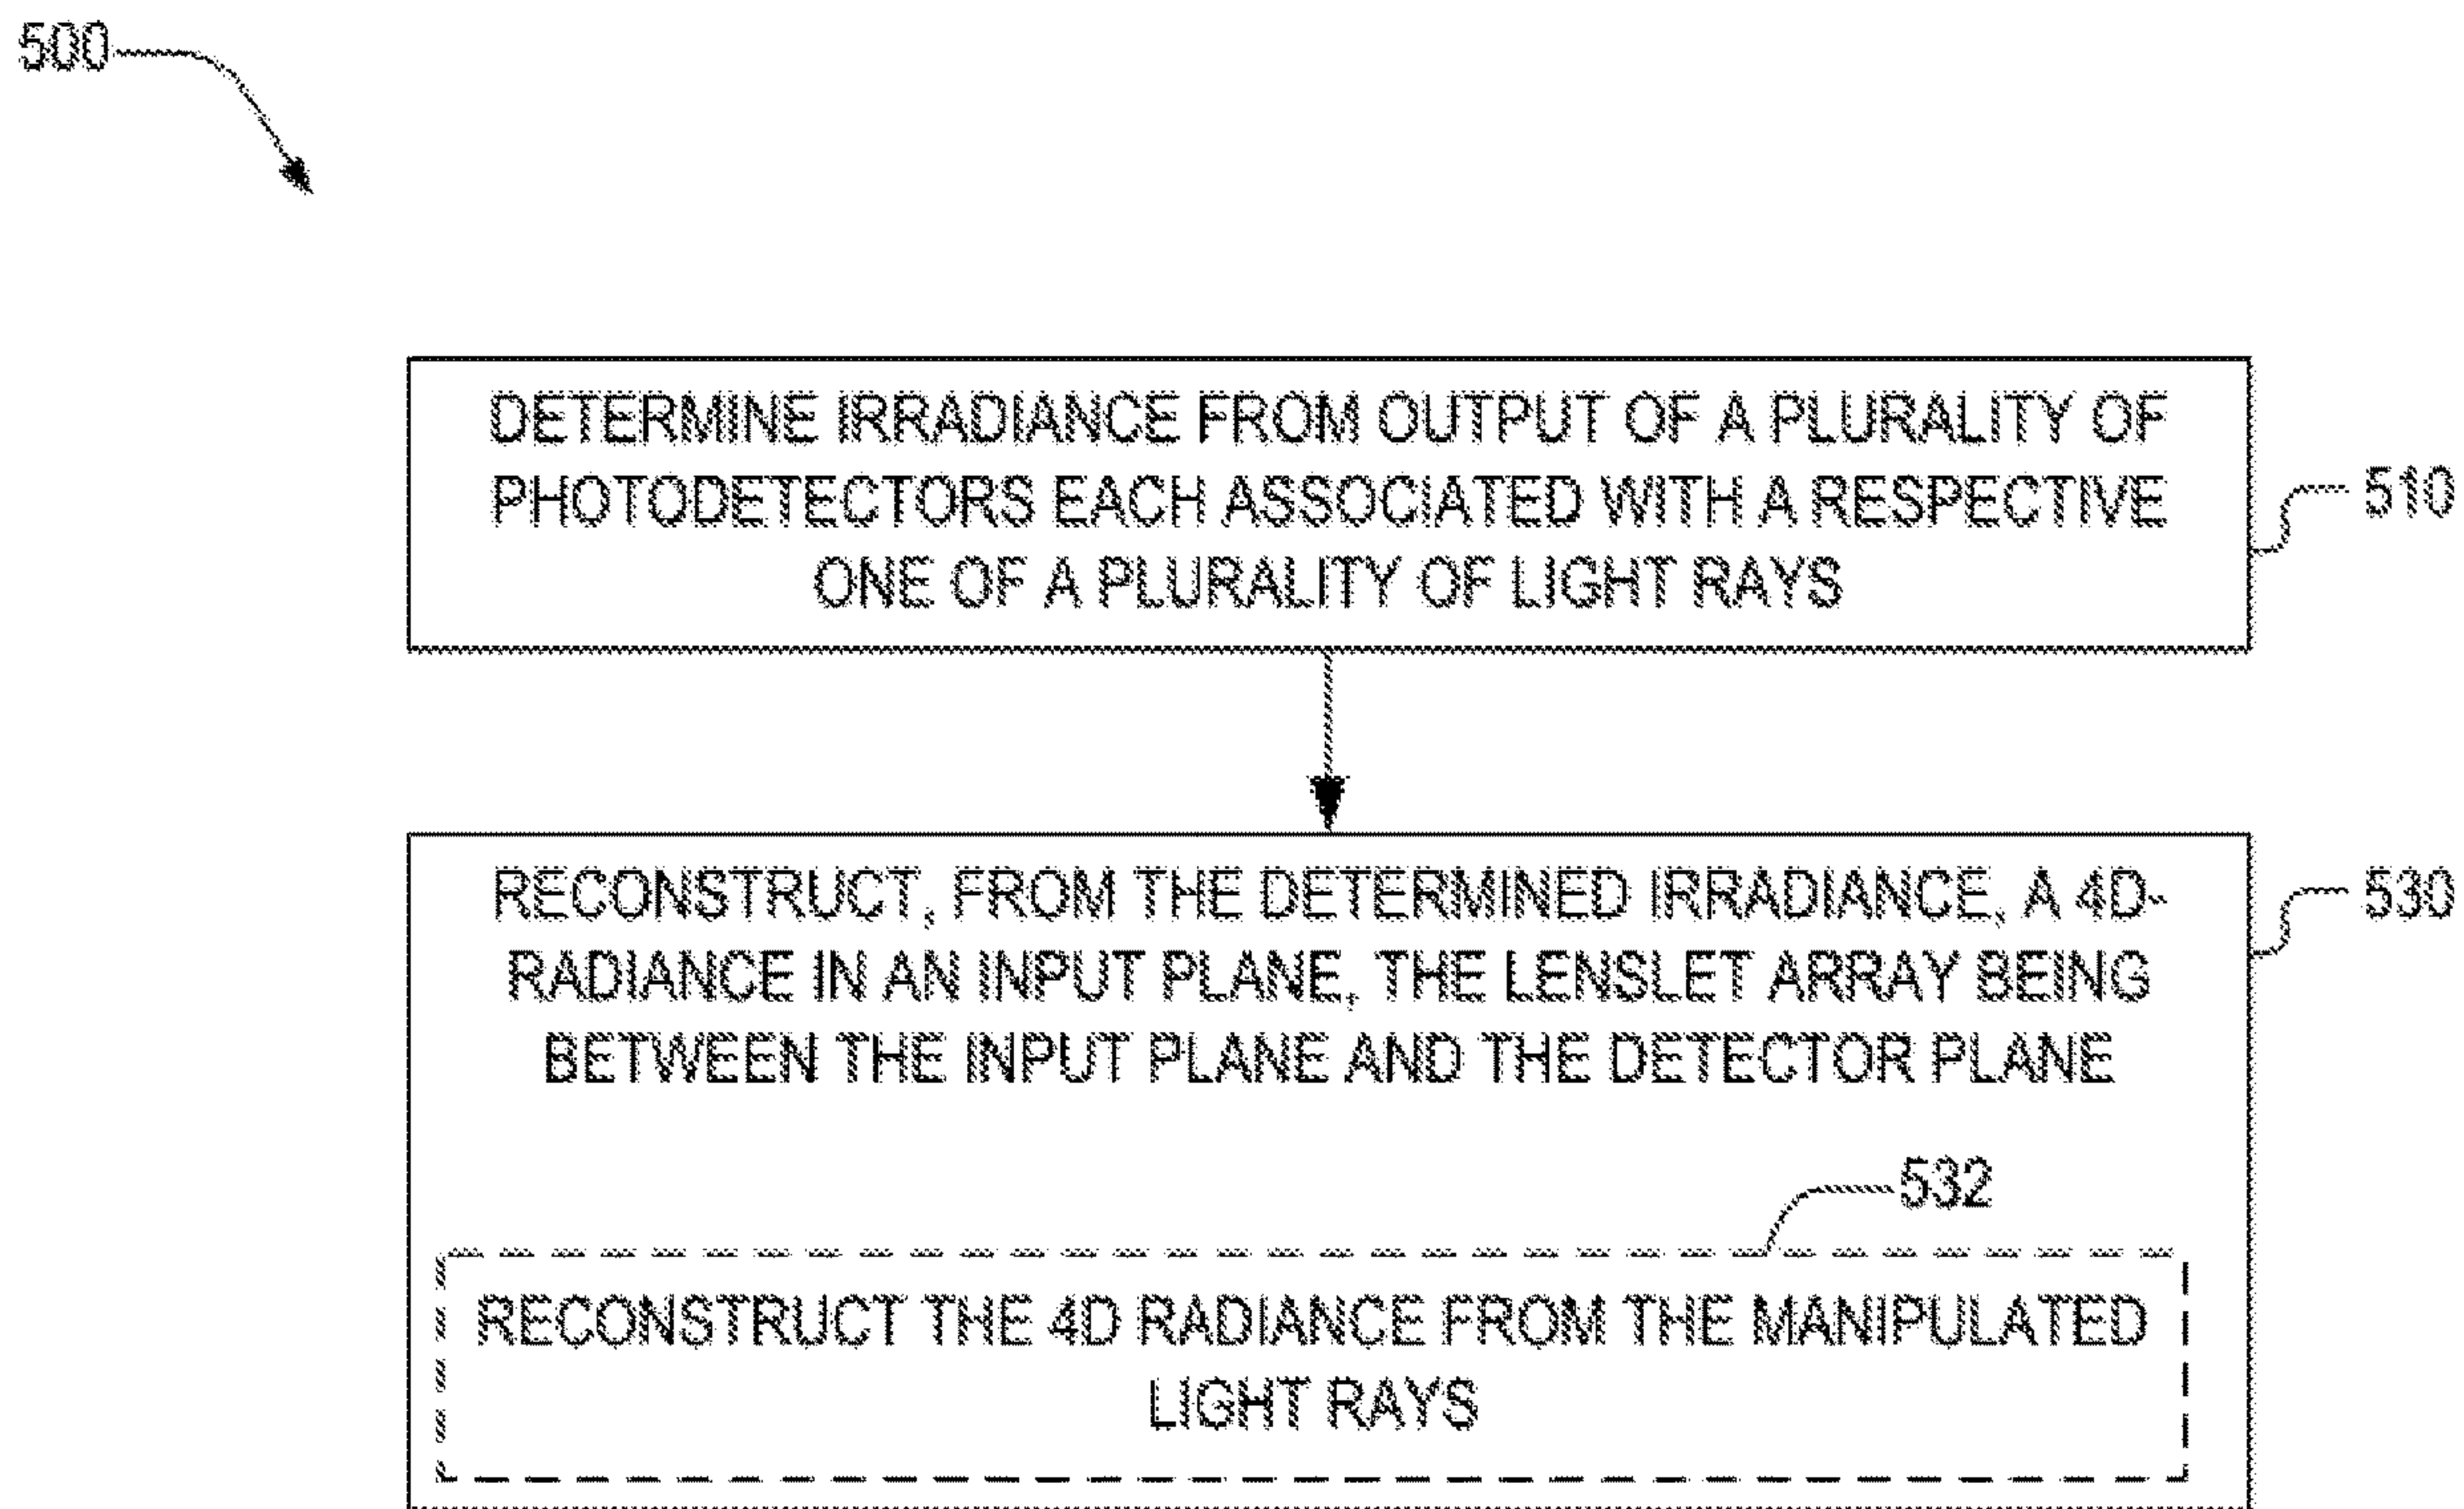 500
DETERMINE IRRADIANCE FROM OUTPUT OF A PLURALITY OF
PHOTODETECTORS EACH ASSOCIATED WITH A RESPECTIVE
ONE OF A PLURALITY OF LIGHT RAYS
510
RECONSTRUCT, FROM THE DETERMINED IRRADIANCE, A 4D-
RADIANCE IN AN INPUT PLANE, THE LENSLET ARRAY BEING
BETWEEN THE INPUT PLANE AND THE DETECTOR PLANE
530
532
RECONSTRUCT THE 4D RADIANCE FROM THE MANIPULATED
LIGHT RAYS